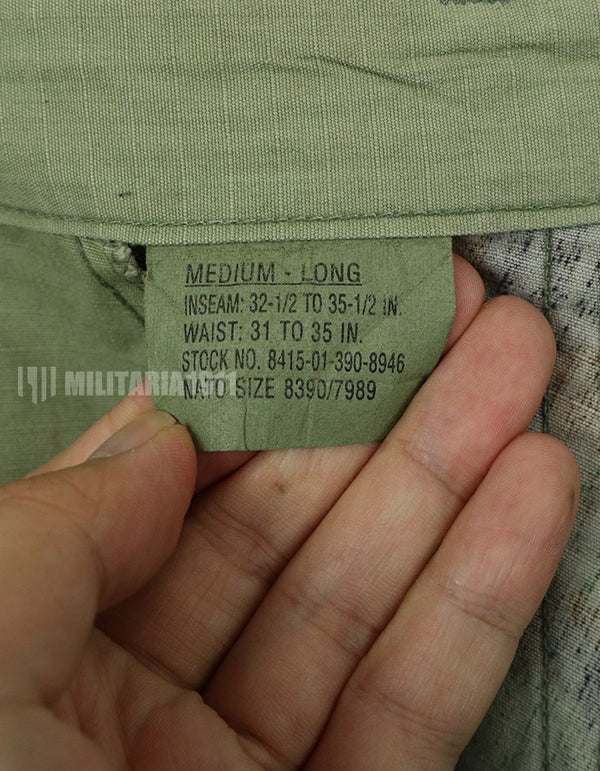 MEDIUM - LONG
INSEAM: 32-1/2 TO 35-1/2 IN.
WAIST: 31 TO 35 IN.
STOCK NO. 8415-01-390-8946
NATO SIZE 8390/7989